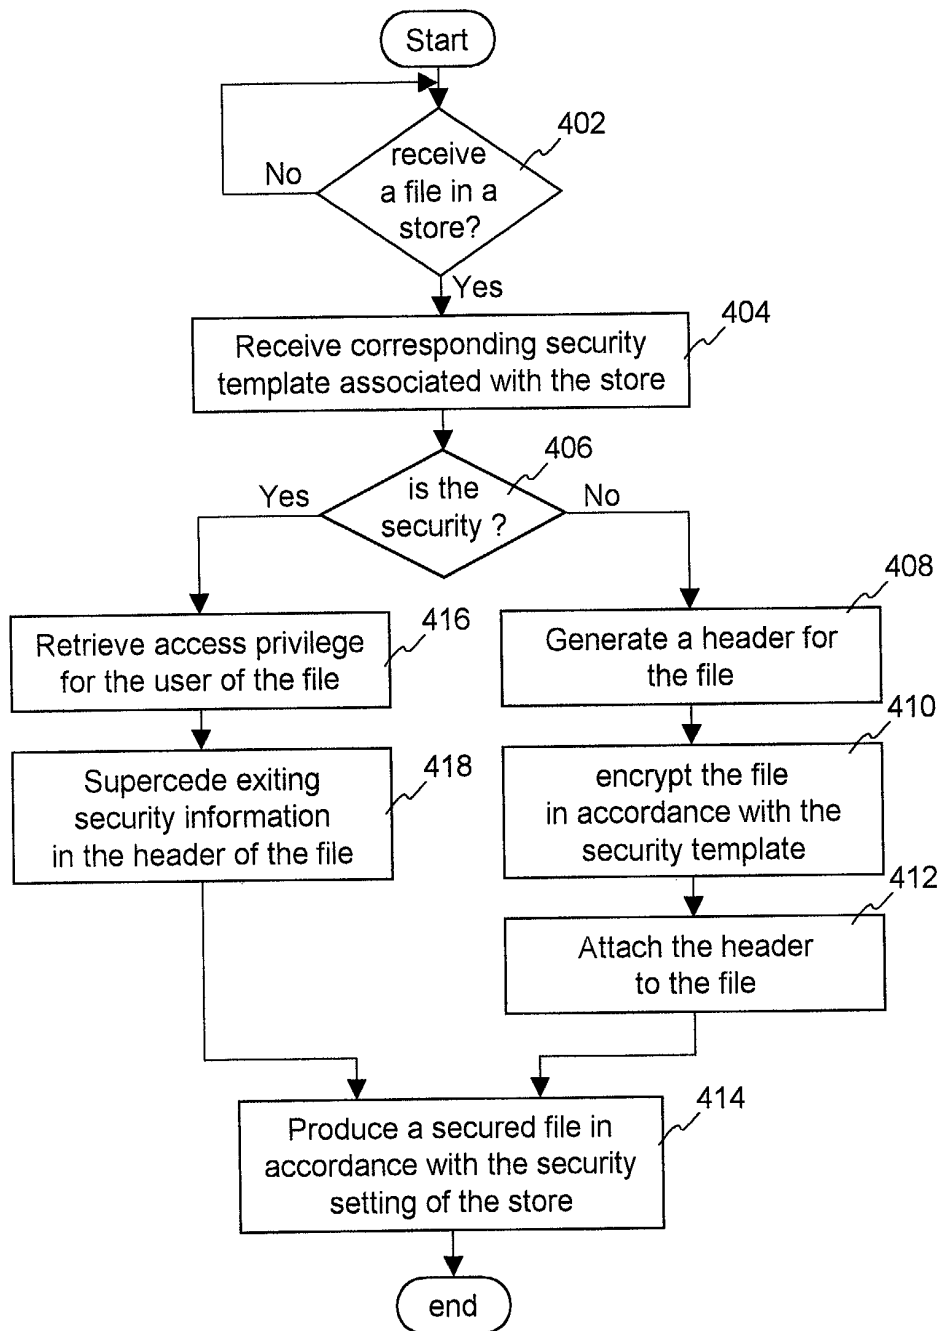 Start
402
receive
a file in a
store?
No
Yes
404
Receive corresponding security
template associated with the store
406
is the
security ?
Yes
No
416
Retrieve access privilege
for the user of the file
408
Generate a header for
the file
418
Supercede exiting
security information
in the header of the file
410
encrypt the file
in accordance with the
security template
412
Attach the header
to the file
414
Produce a secured file in
accordance with the security
setting of the store
end